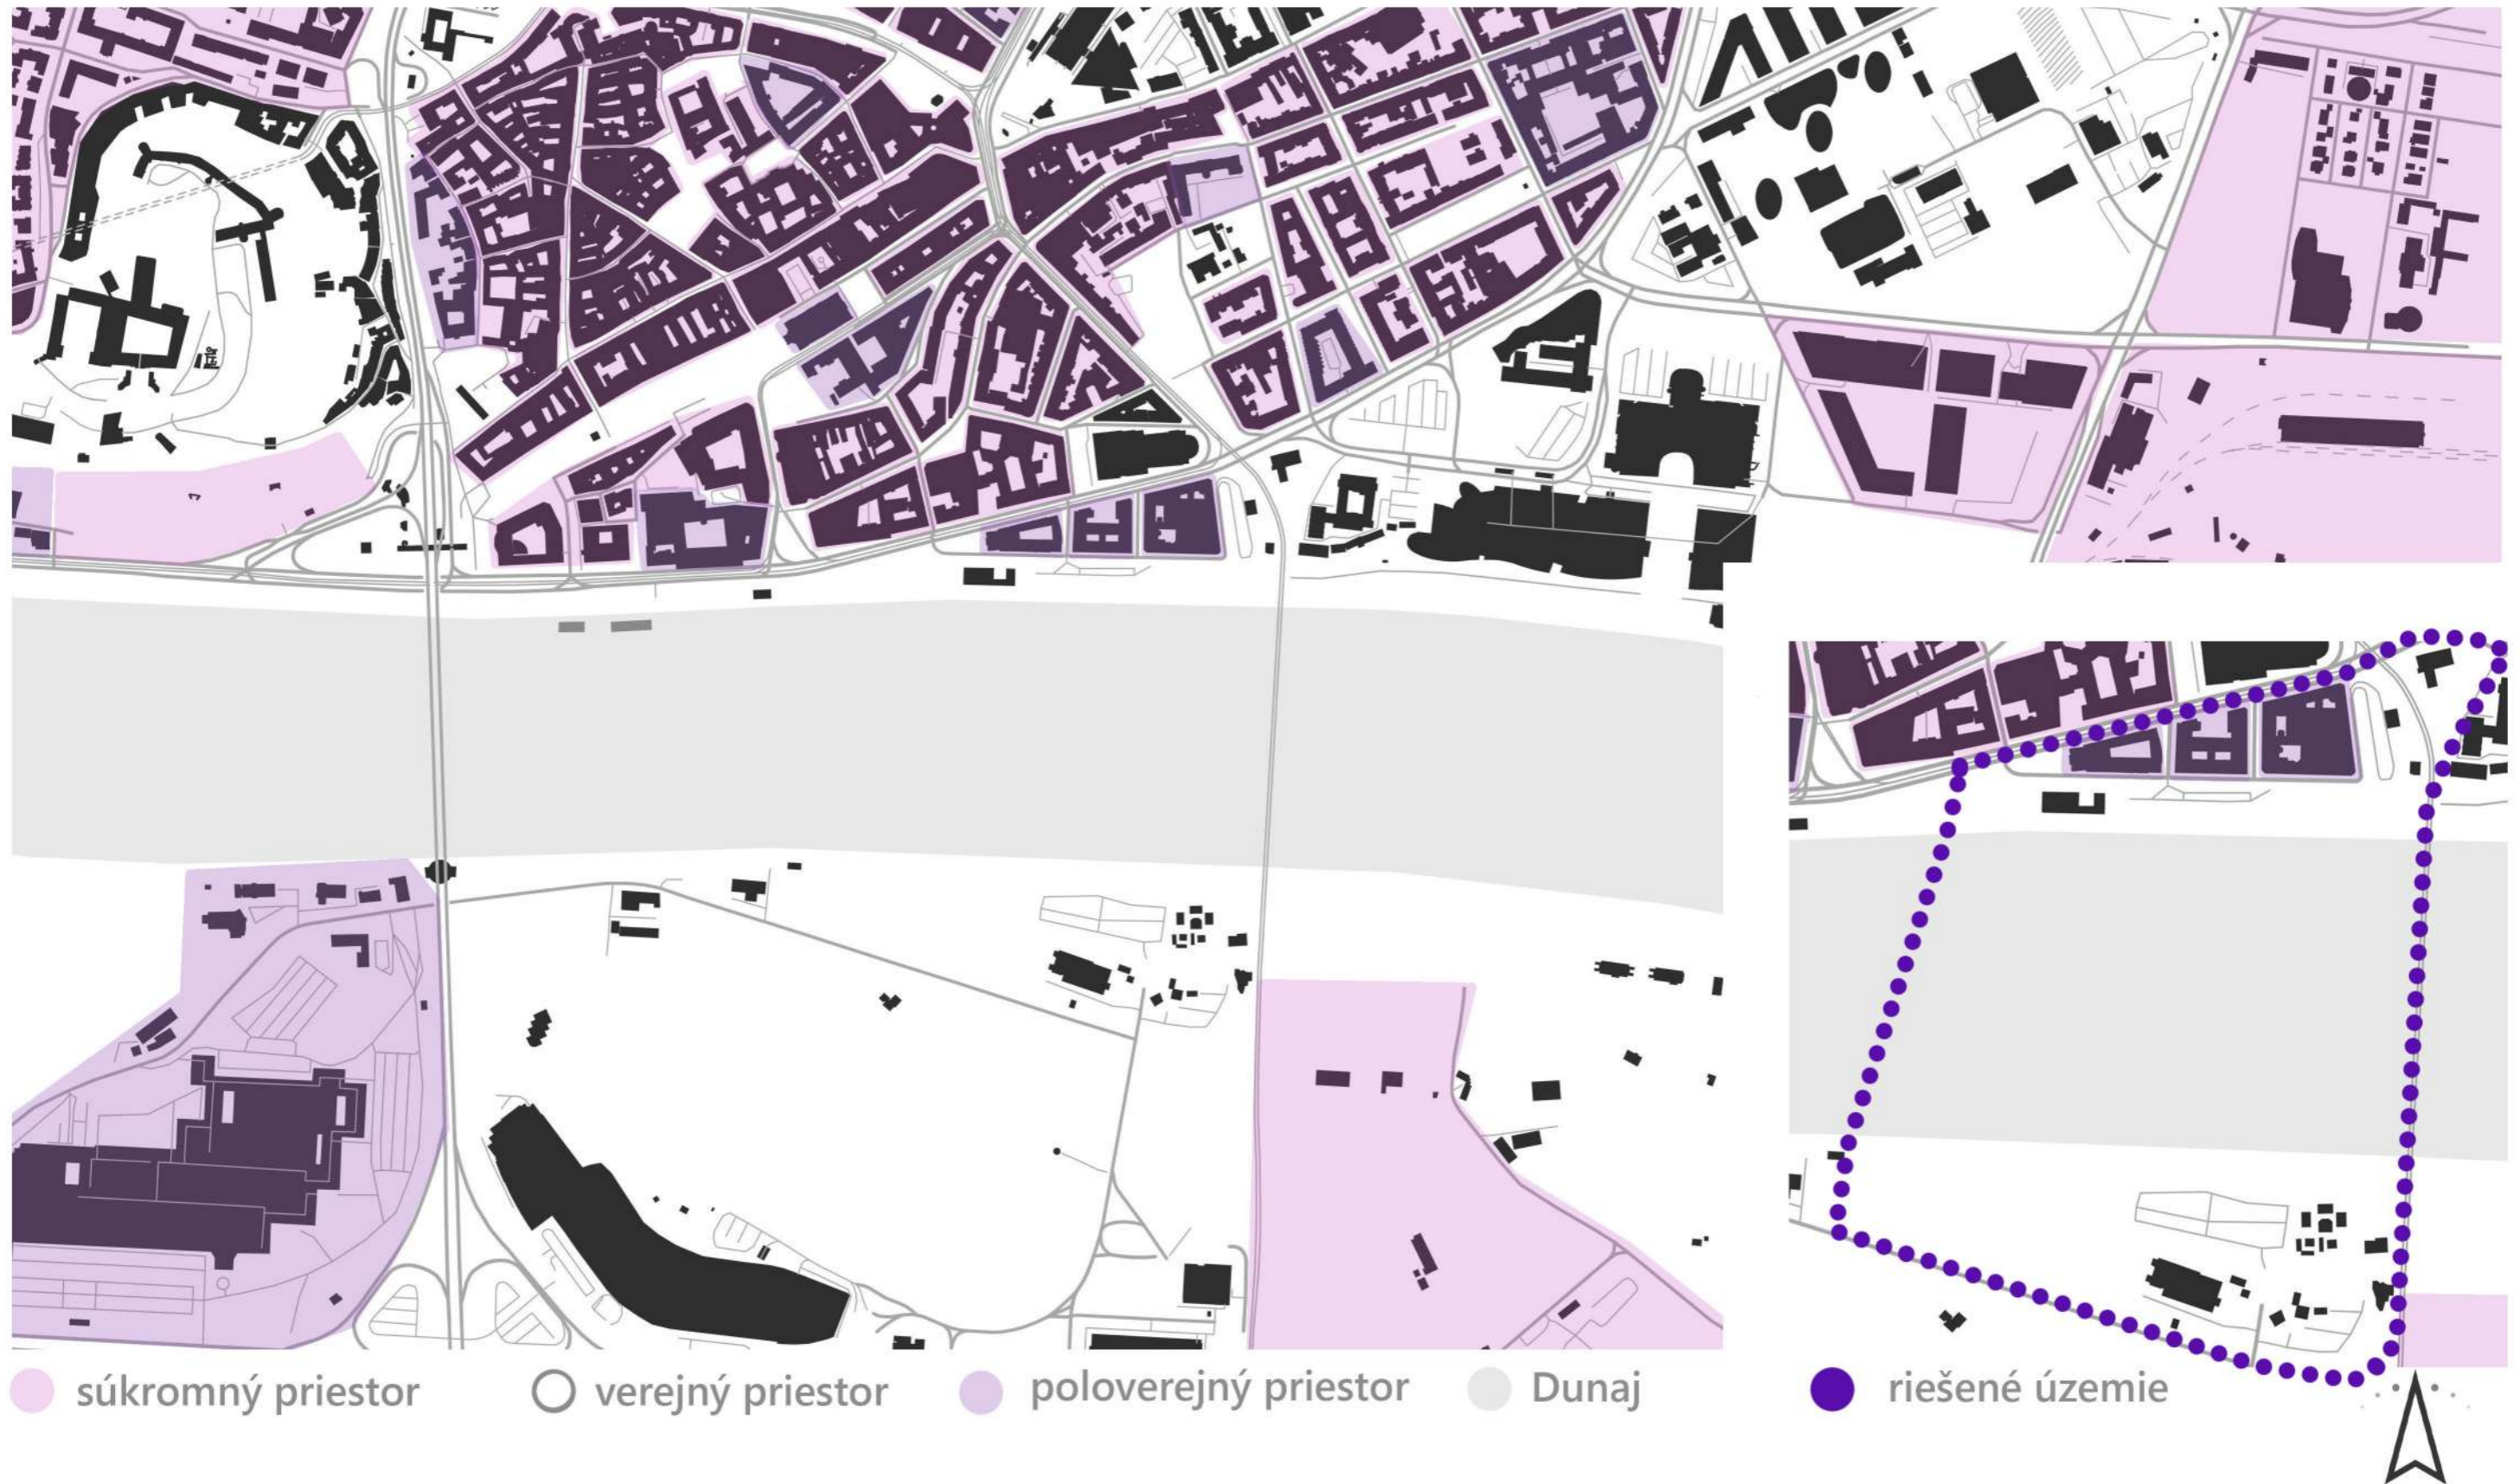 súkromný priestor
verejný priestor
poloverejný priestor
Dunaj
riešené územie